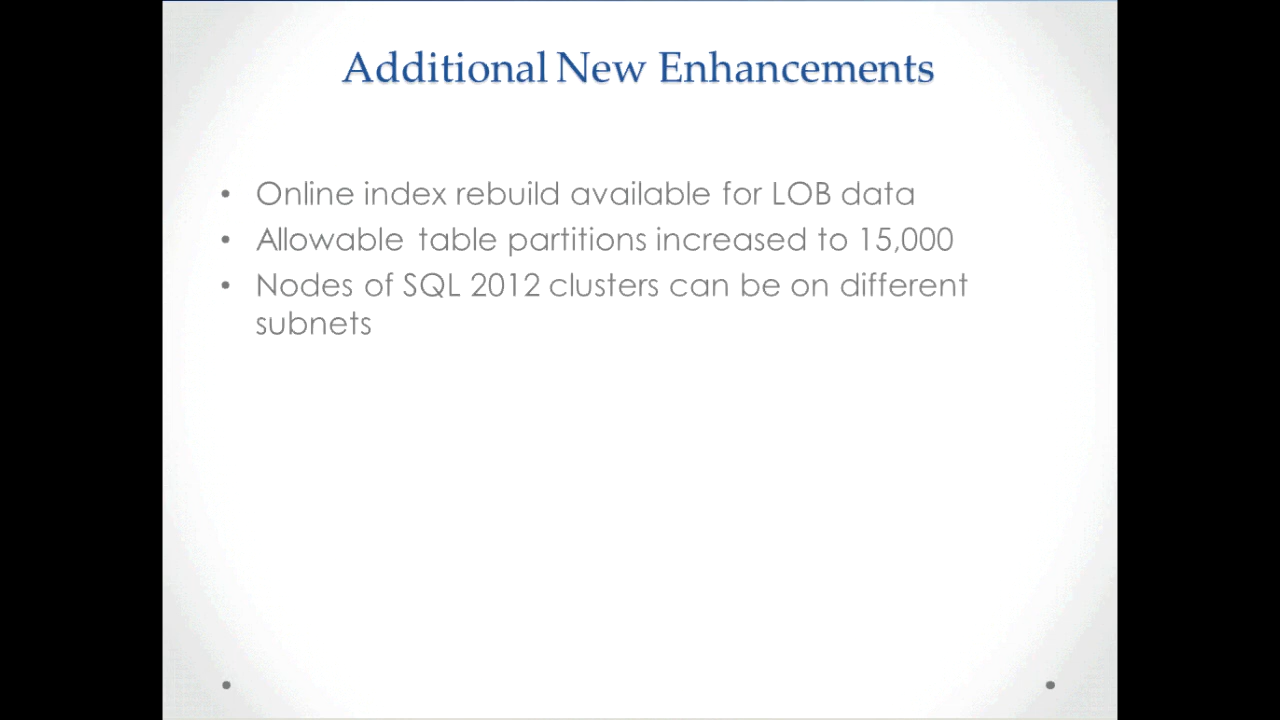 Additional New Enhancements
• Online index rebuild available for LOB data
• Allowable table partitions increased to 15,000
• Nodes of SQL 2012 clusters can be on different
subnets